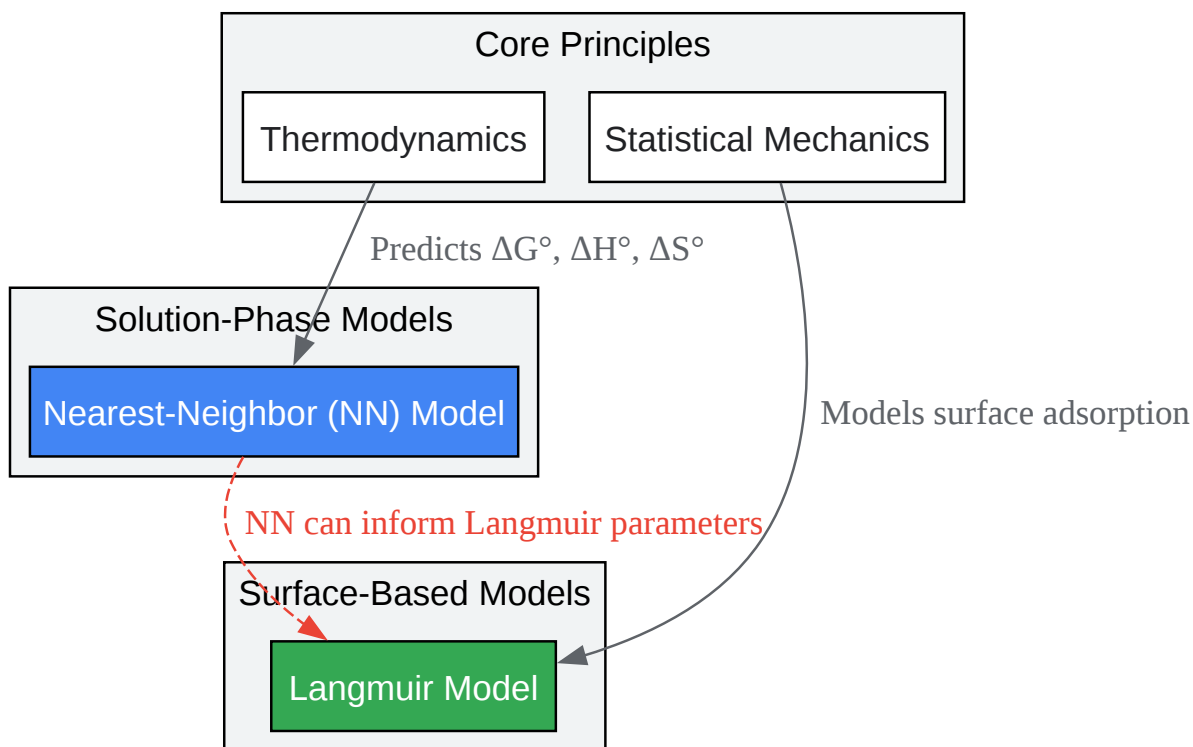 Core Principles
Thermodynamics
Statistical Mechanics
Predicts ΔG°, ΔH°, ΔS°
Solution-Phase Models
Nearest-Neighbor (NN) Model
Models surface adsorption
NN can inform Langmuir parameters
Surface-Based Models
Langmuir Model